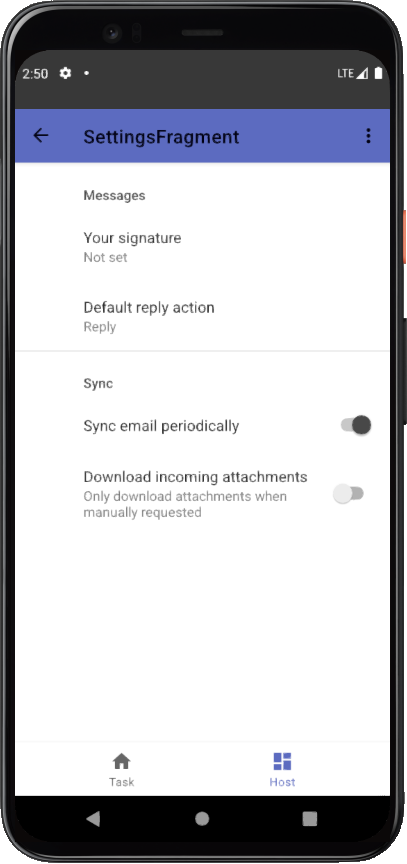 2:50
LTE
SettingsFragment
Messages
Your signature
Not set
Default reply action
Reply
Sync
Sync email periodically
Download incoming attachments
Only download attachments when
manually requested
Task
Host